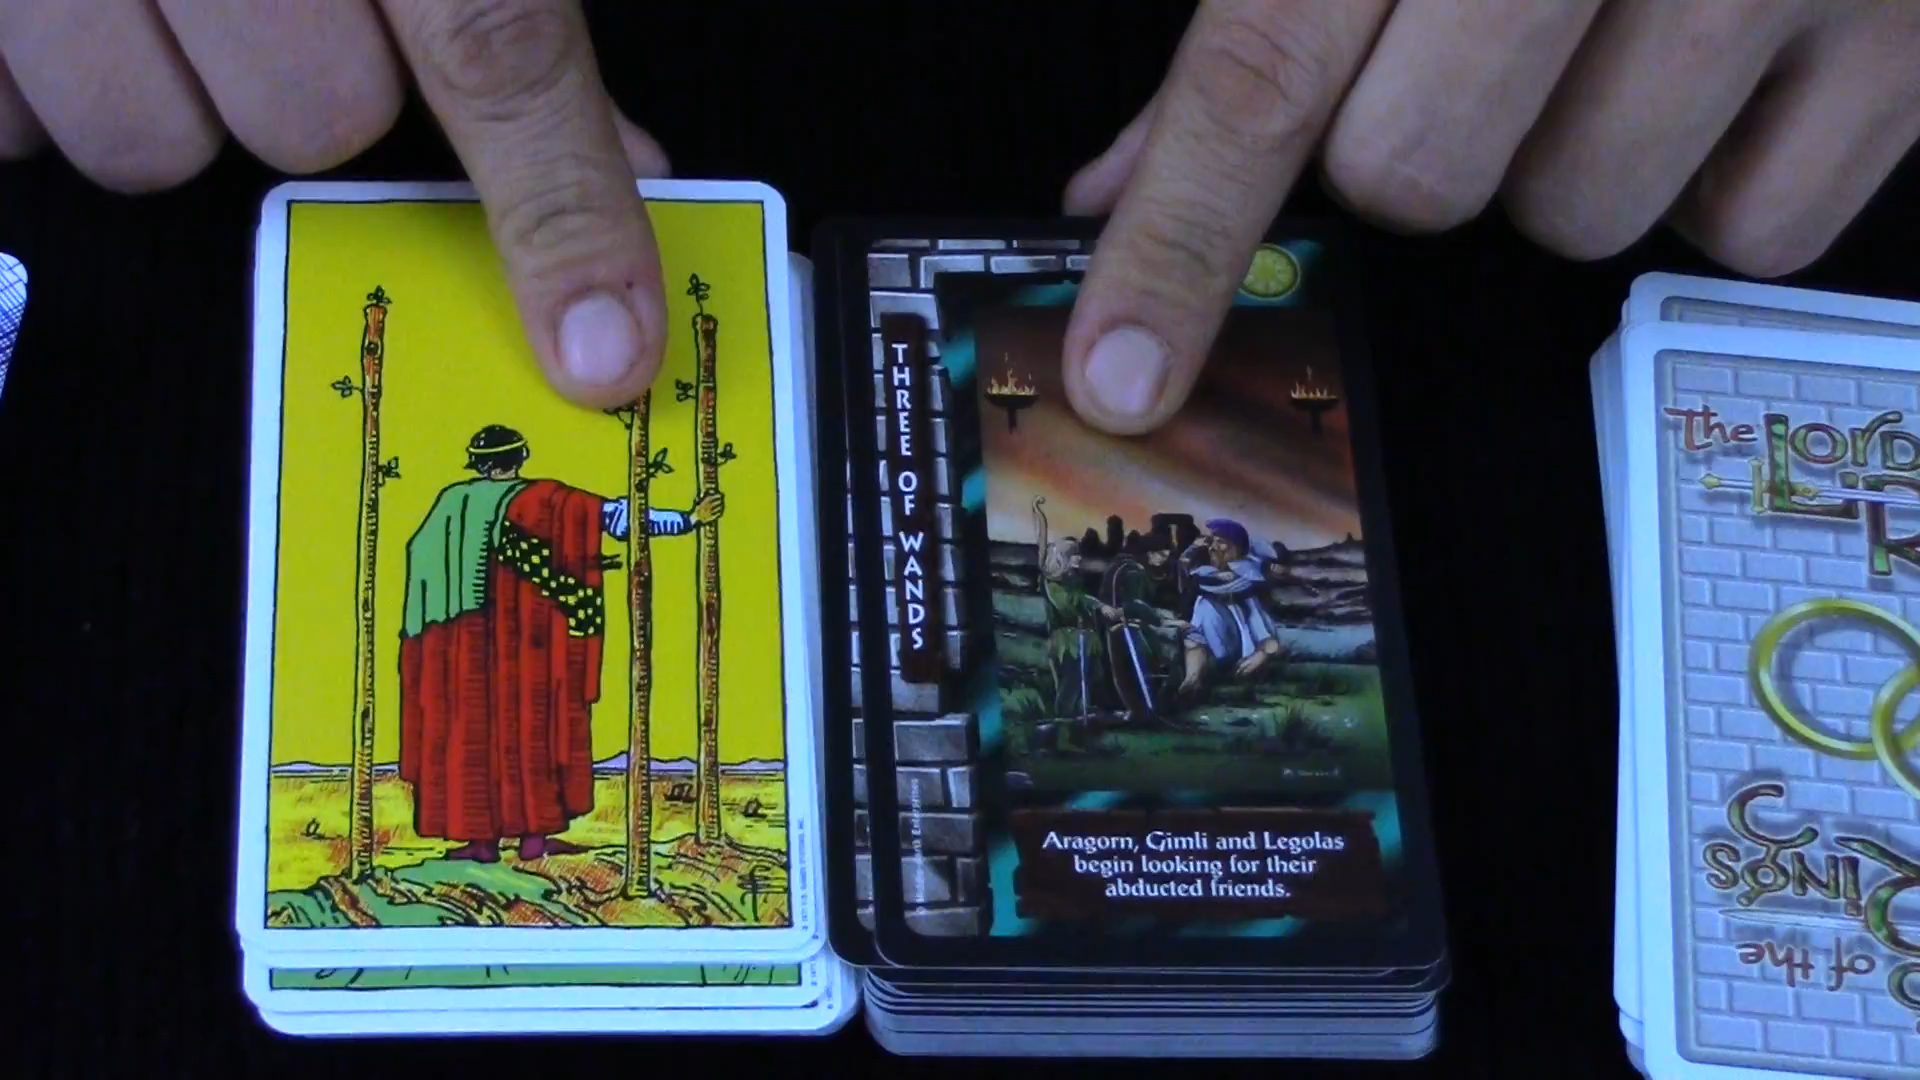 THREE OF WANDS
Aragorn, Gimli and Legolas
begin looking for their
abducted friends.
The Lord
of the
Rings